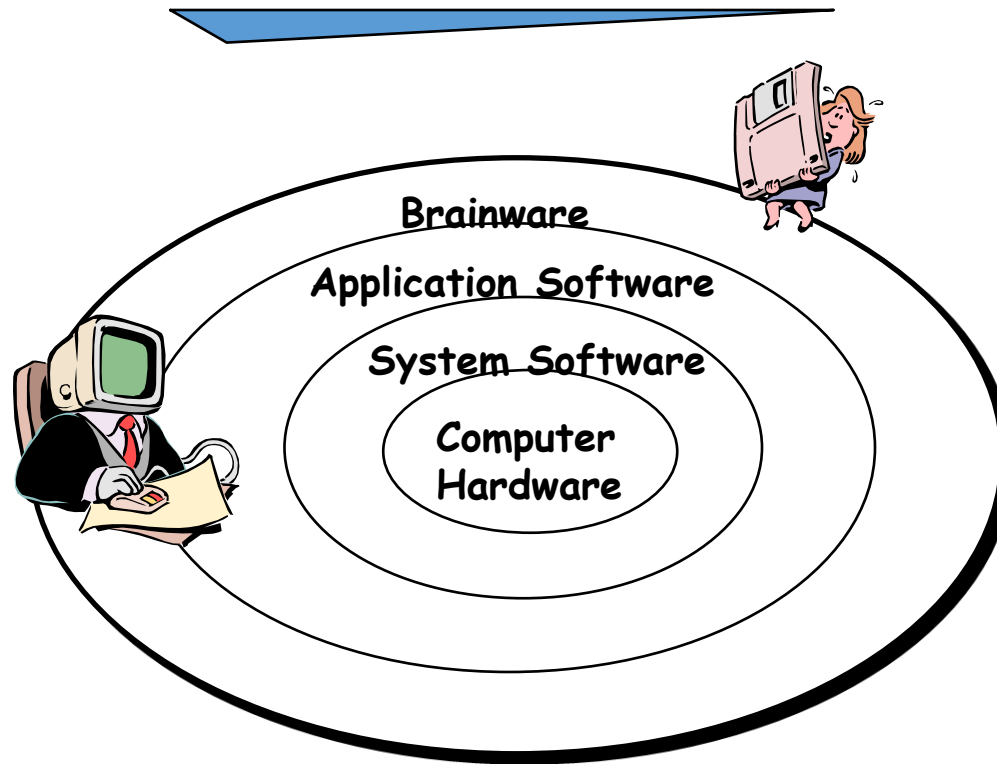 Brainware
Application Software
System Software
Computer
Hardware